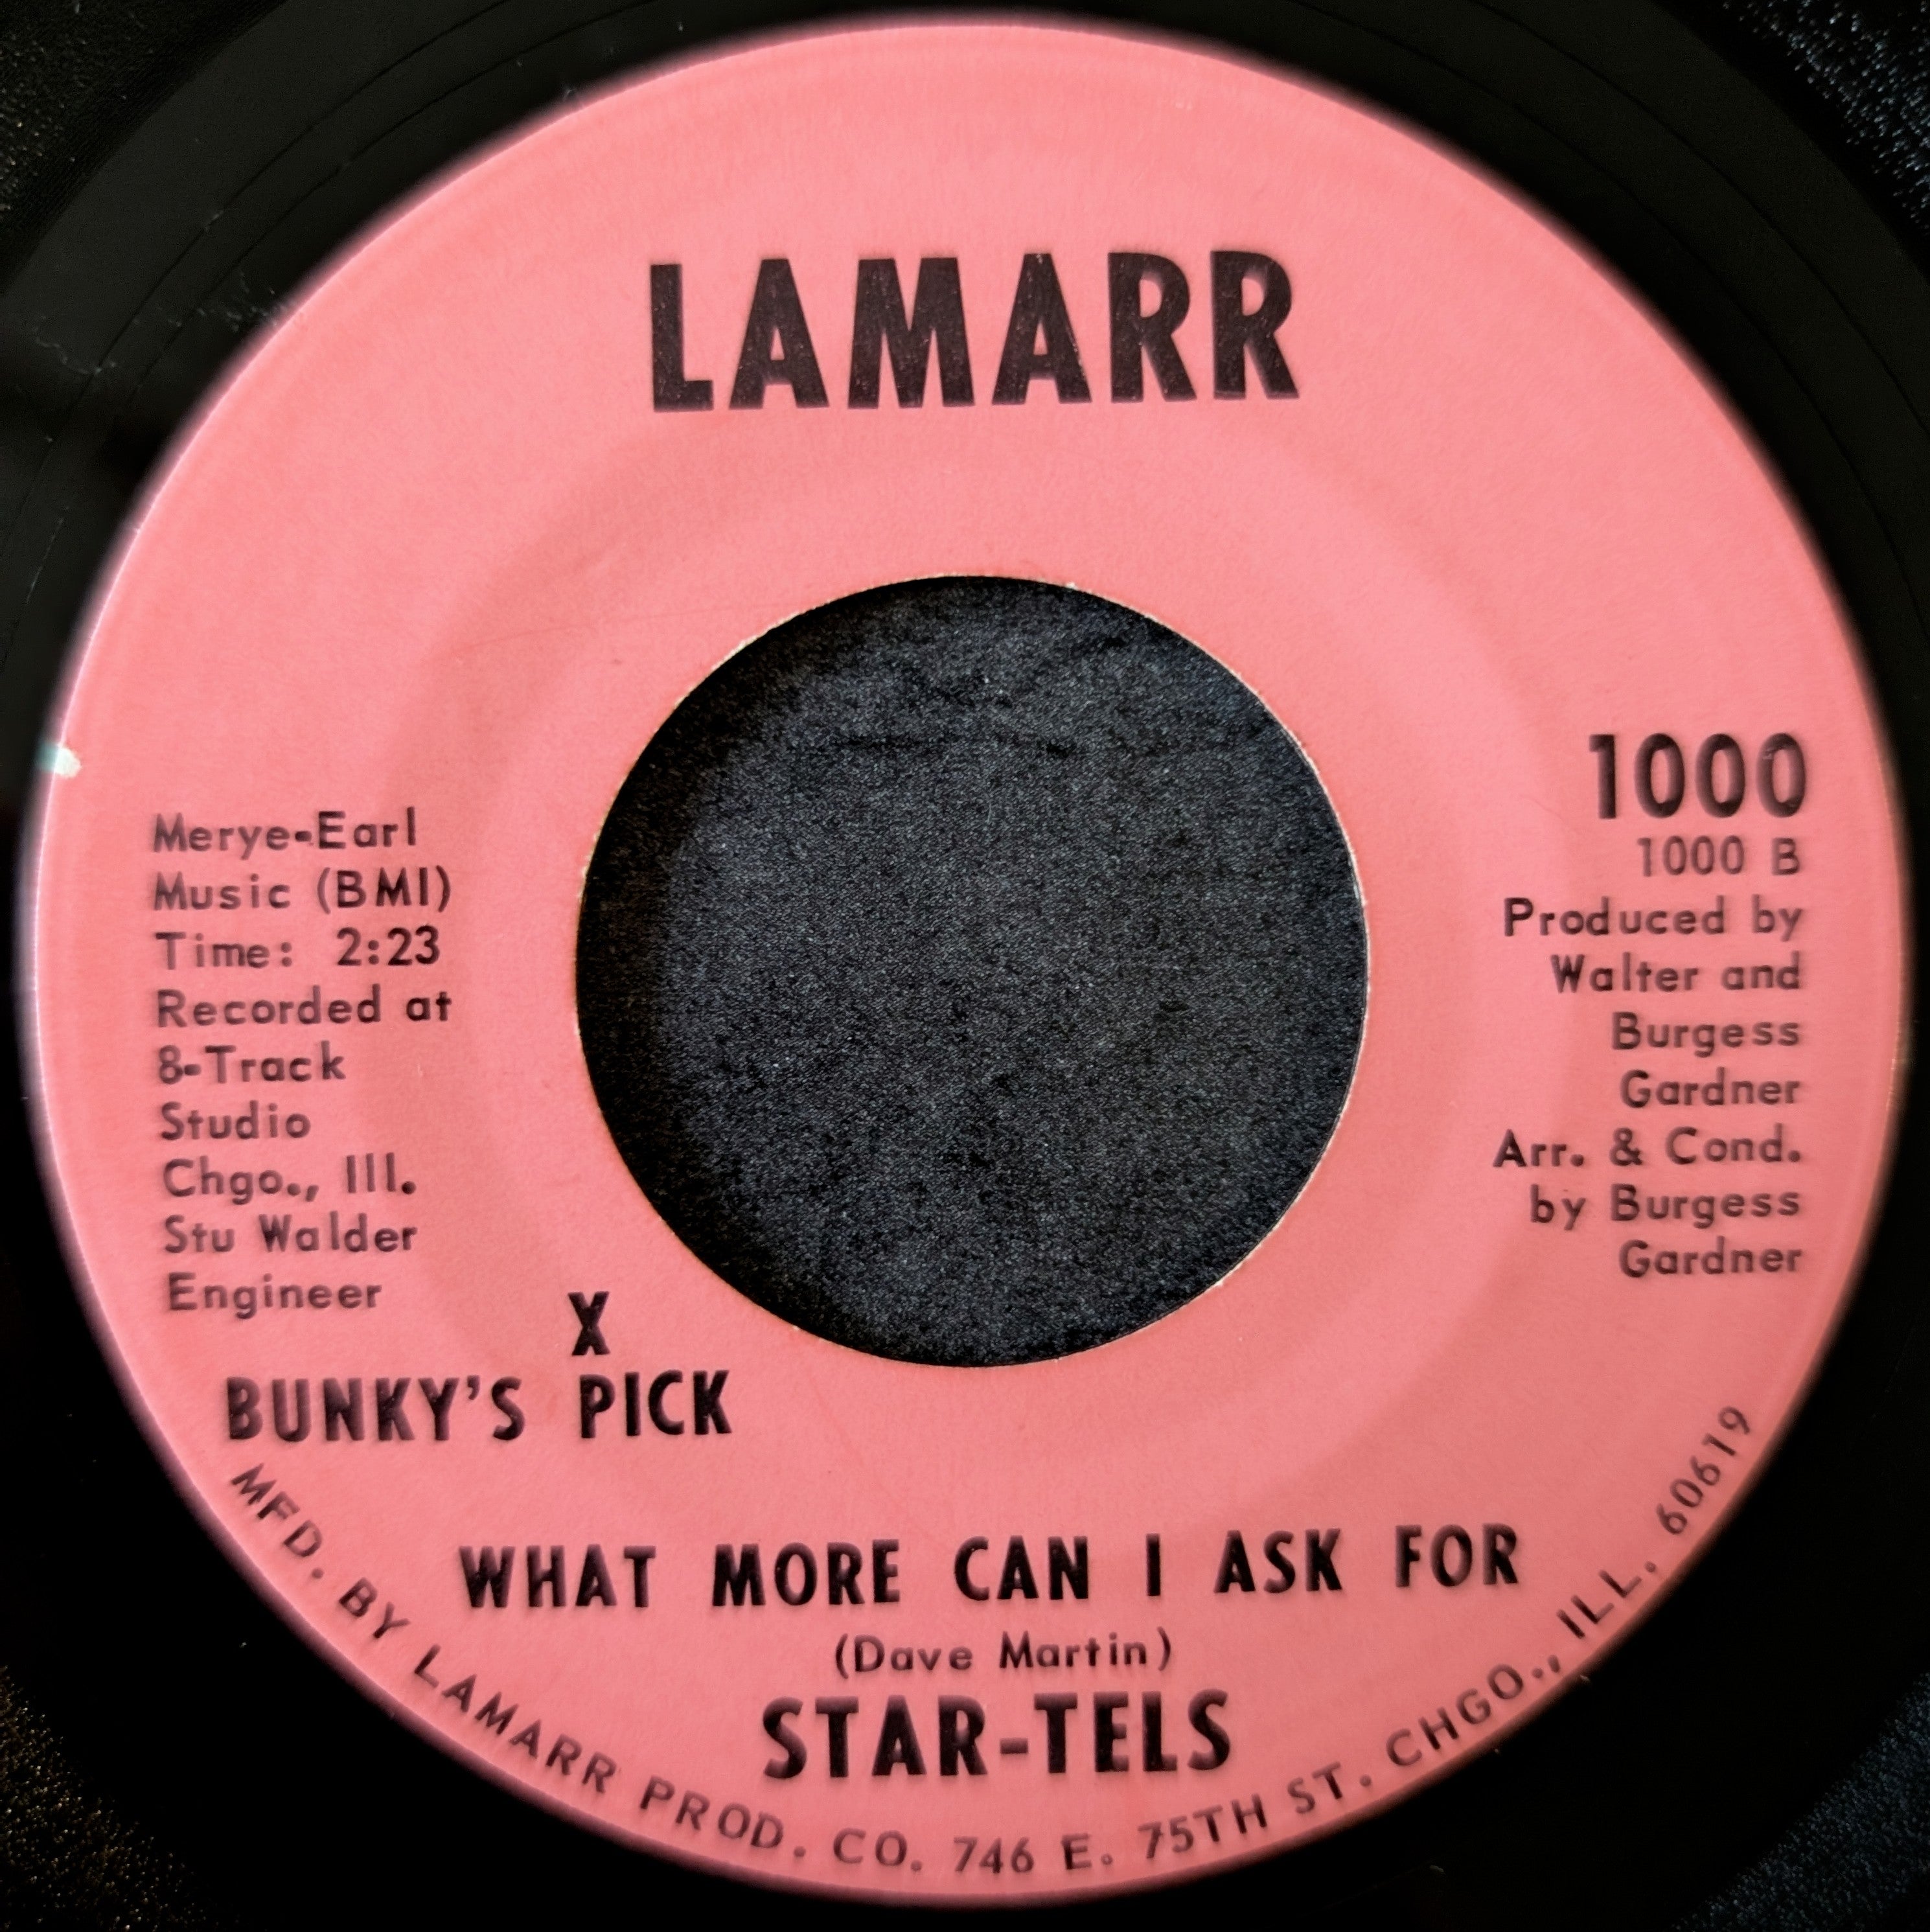 LAMARR
Merye-Earl
Music (BMI)
Time: 2:23
Recorded at
8-Track
Studio
Chgo., Ill.
Stu Walder
Engineer
1000
1000 B
Produced by
Walter and
Burgess
Gardner
Arr. & Cond.
by Burgess
Gardner
X
BUNKY'S PICK
WHAT MORE CAN I ASK FOR
(Dave Martin)
STAR-TELS
MFD. BY LAMARR PROD. CO. 746 E. 75TH ST. CHGO., ILL. 60619